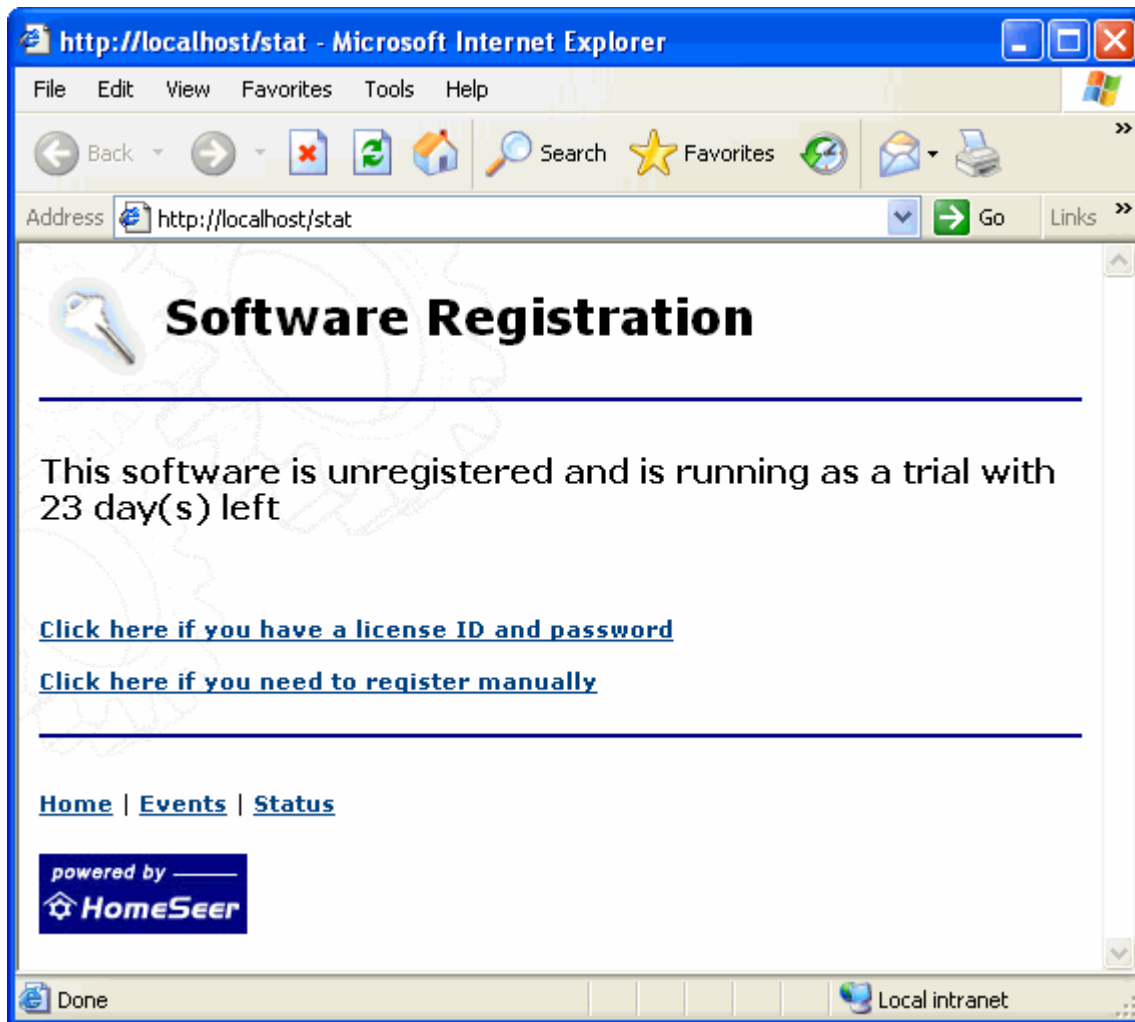 http://localhost/stat - Microsoft Internet Explorer
File Edit View Favorites Tools Help
Back Search Favorites »
Address http://localhost/stat Go Links »
Software Registration
This software is unregistered and is running as a trial with
23 day(s) left
Click here if you have a license ID and password
Click here if you need to register manually
Home | Events | Status
powered by
HomeSeer
Done Local intranet